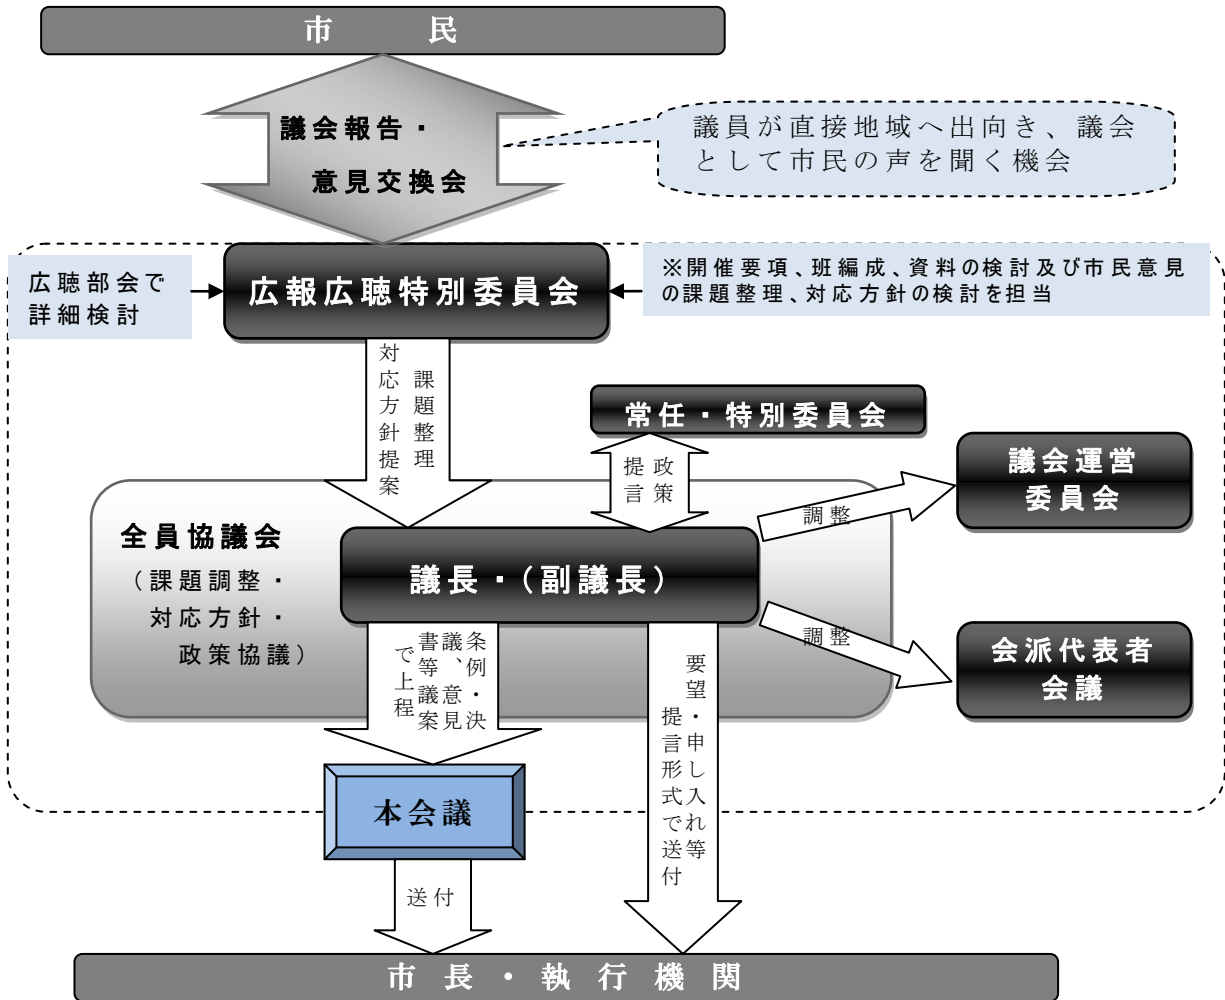 市民
議会報告・
意見交換会
議員が直接地域へ出向き、議会
として市民の声を聞く機会
広聴部会で
詳細検討
広報広聴特別委員会
※開催要項、班編成、資料の検討及び市民意見
の課題整理、対応方針の検討を担当
課題整理
対応方針提案
常任・特別委員会
政策
提言
議会運営
委員会
調整
全員協議会
（課題調整・
対応方針・
政策協議）
議長・（副議長）
調整
会派代表者
会議
条例・決
議、意見
書等議案
で上程
要望・申し入れ等
提言形式で送付
本会議
送付
市長・執行機関